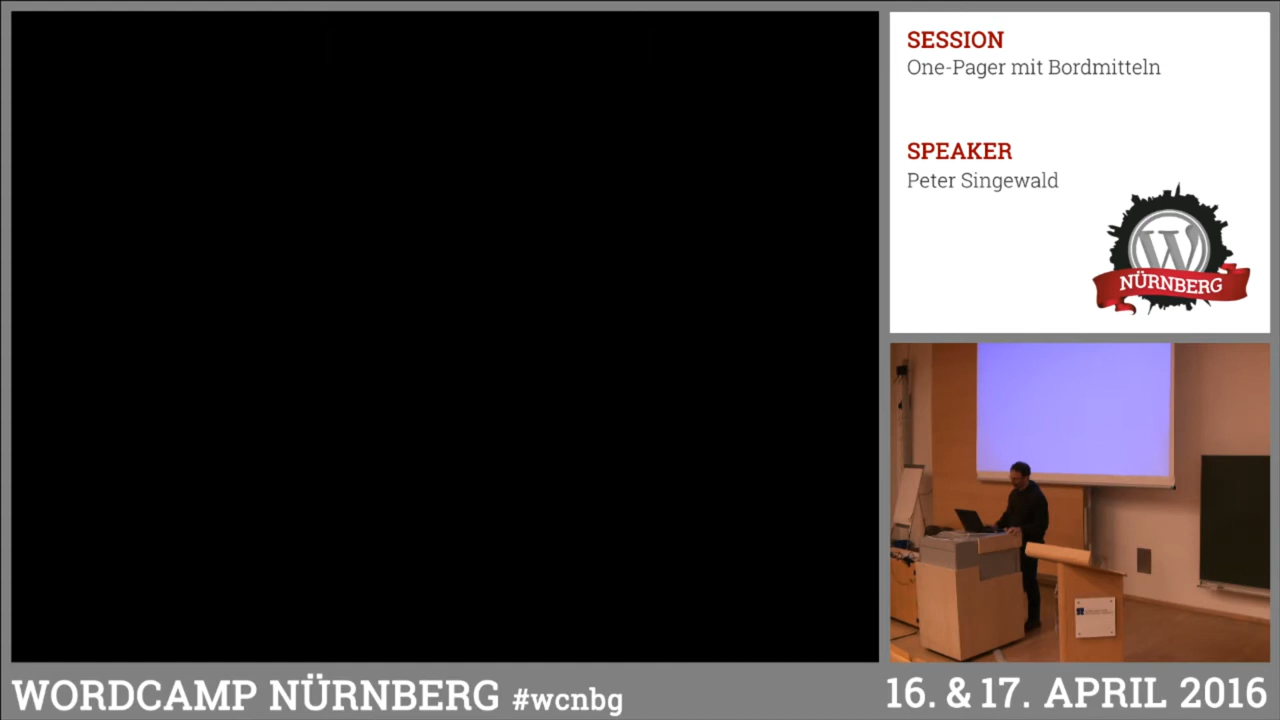 SESSION
One-Pager mit Bordmitteln
SPEAKER
Peter Singewald
W
NÜRNBERG
WORDCAMP NÜRNBERG #wcnbg
16. & 17. APRIL 2016